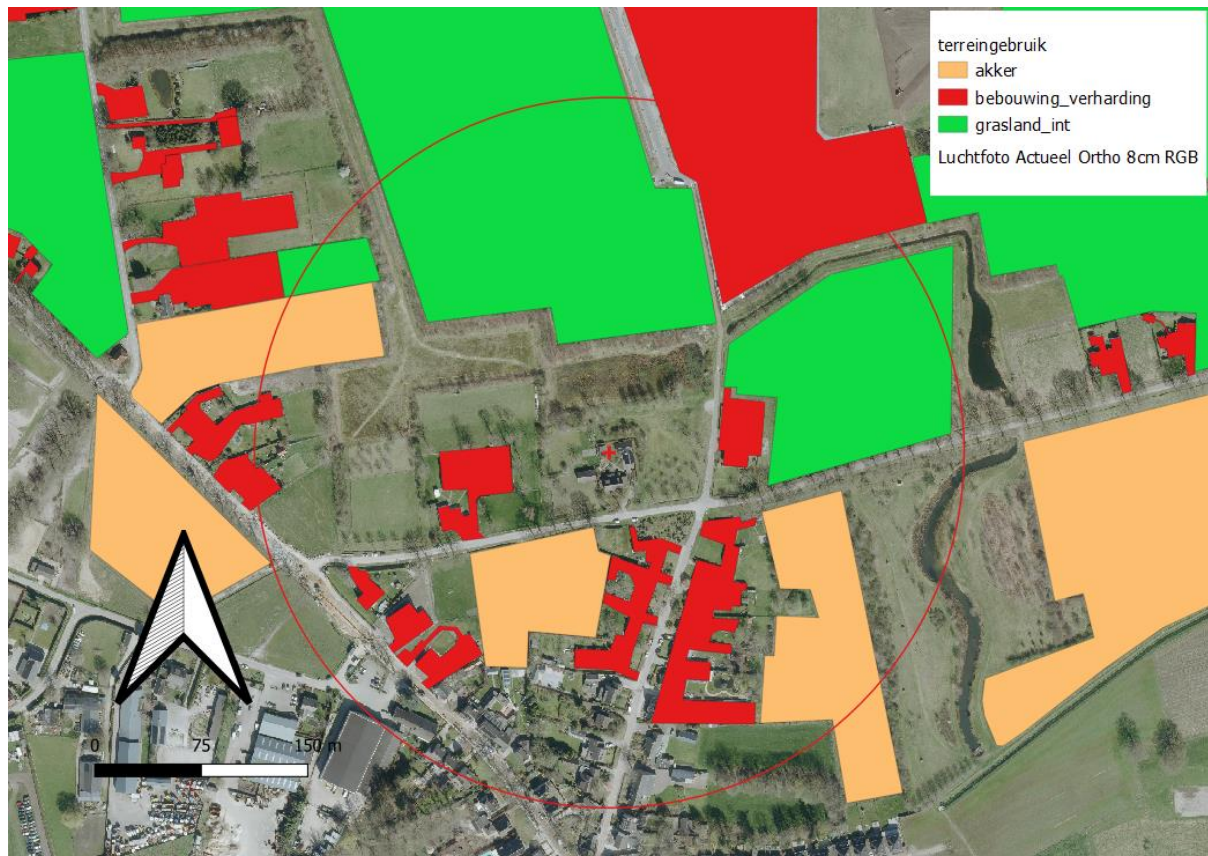 terreingebruik
akker
bebouwing_verharding
grasland_int
Luchtfoto Actueel Ortho 8cm RGB
0 75 150 m